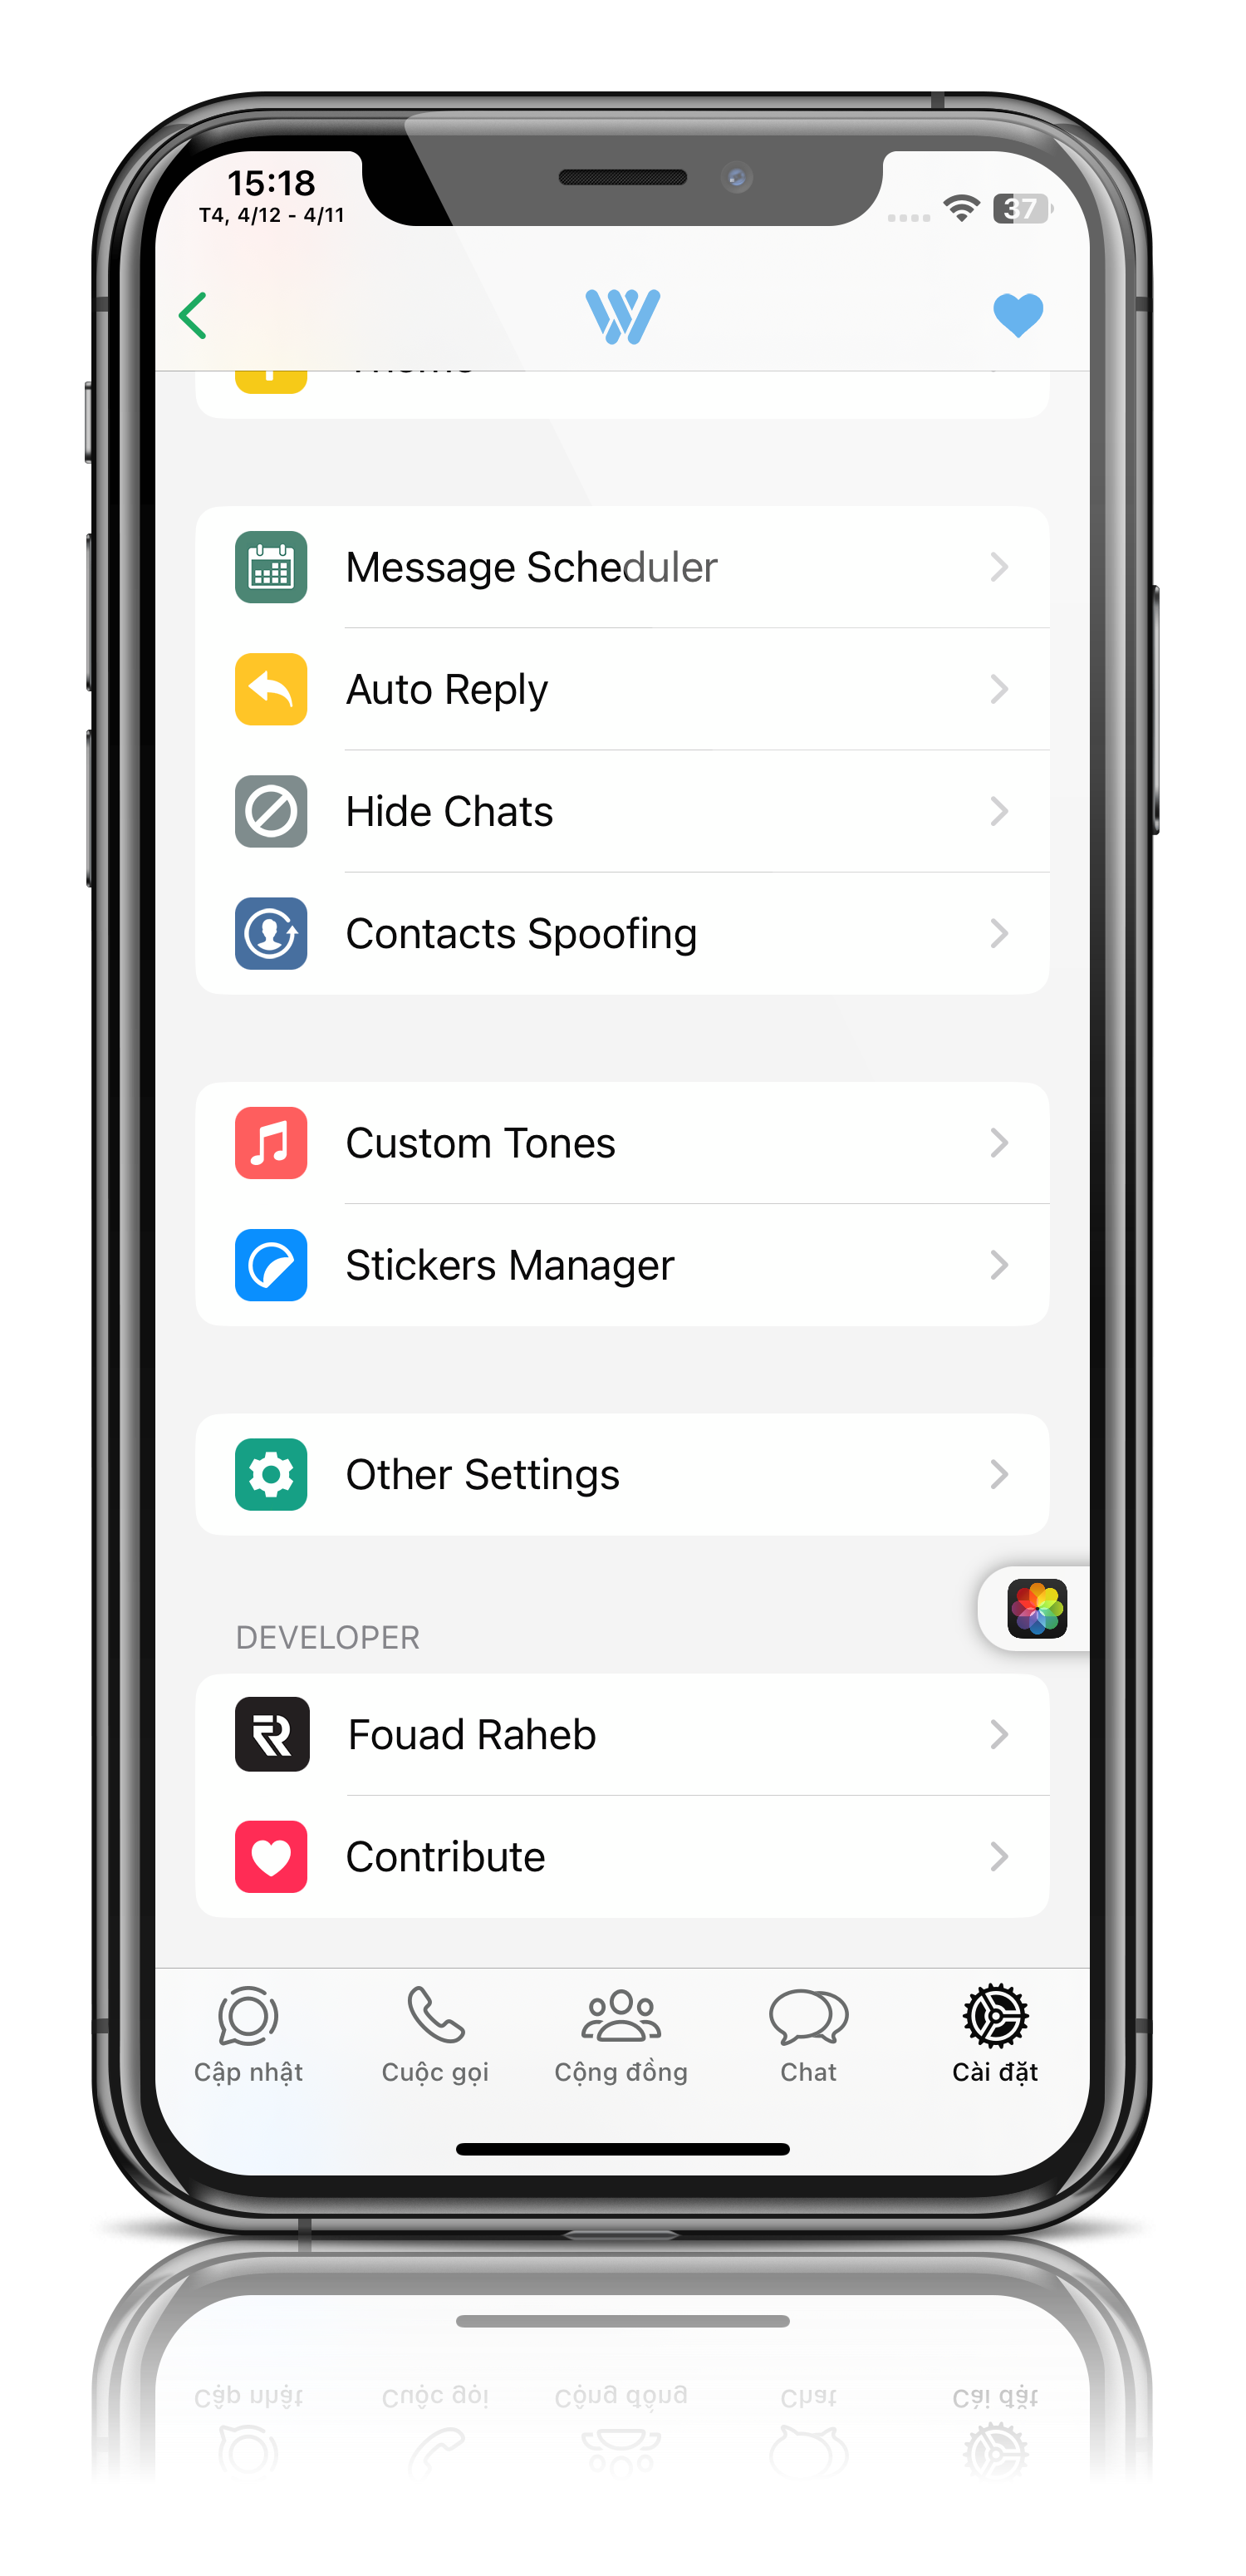 15:18
T4, 4/12 - 4/11
37
Message Scheduler
Auto Reply
Hide Chats
Contacts Spoofing
Custom Tones
Stickers Manager
Other Settings
DEVELOPER
Fouad Raheb
Contribute
Cập nhật
Cuộc gọi
Cộng đồng
Chat
Cài đặt